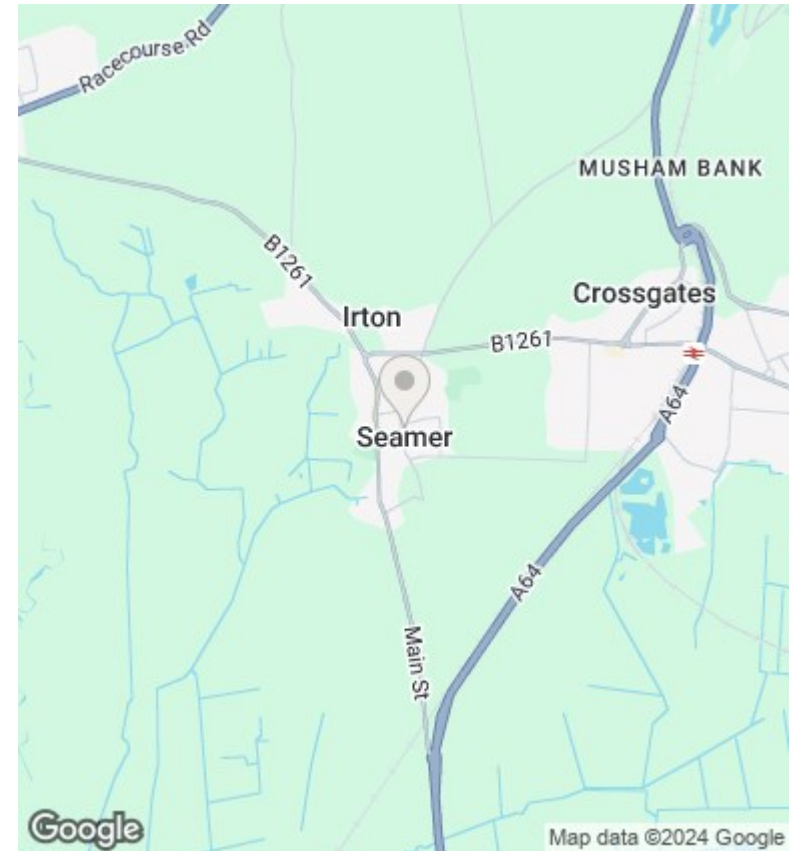 Racecourse Rd
MUSHAM BANK
B1261
Crossgates
Irton
B1261
A64
Seamer
A64
Main St
Google
Map data ©2024 Google